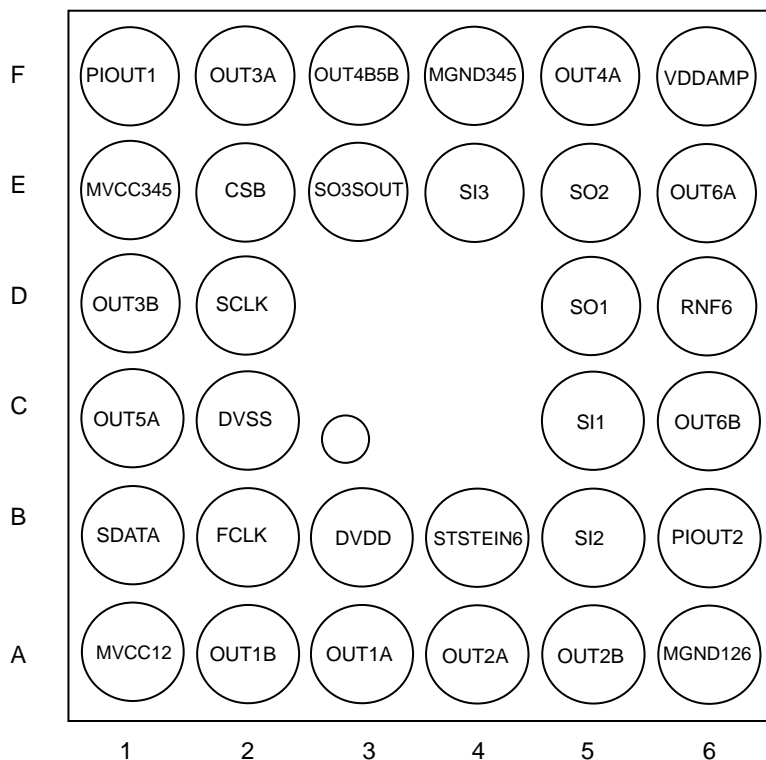 F PIOUT1 OUT3A OUT4B5B MGND345 OUT4A VDDAMP
E MVCC345 CSB SO3SOUT SI3 SO2 OUT6A
D OUT3B SCLK SO1 RNF6
C OUT5A DVSS SI1 OUT6B
B SDATA FCLK DVDD STSTEIN6 SI2 PIOUT2
A MVCC12 OUT1B OUT1A OUT2A OUT2B MGND126
1 2 3 4 5 6